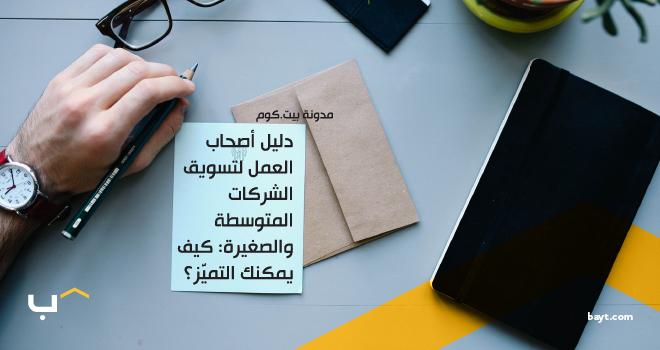 مدونة بيت.كوم
دليل أصحاب
العمل لتسويق
الشركات
المتوسطة
والصغيرة: كيف
يمكنك التميّز؟
ب
bayt.com